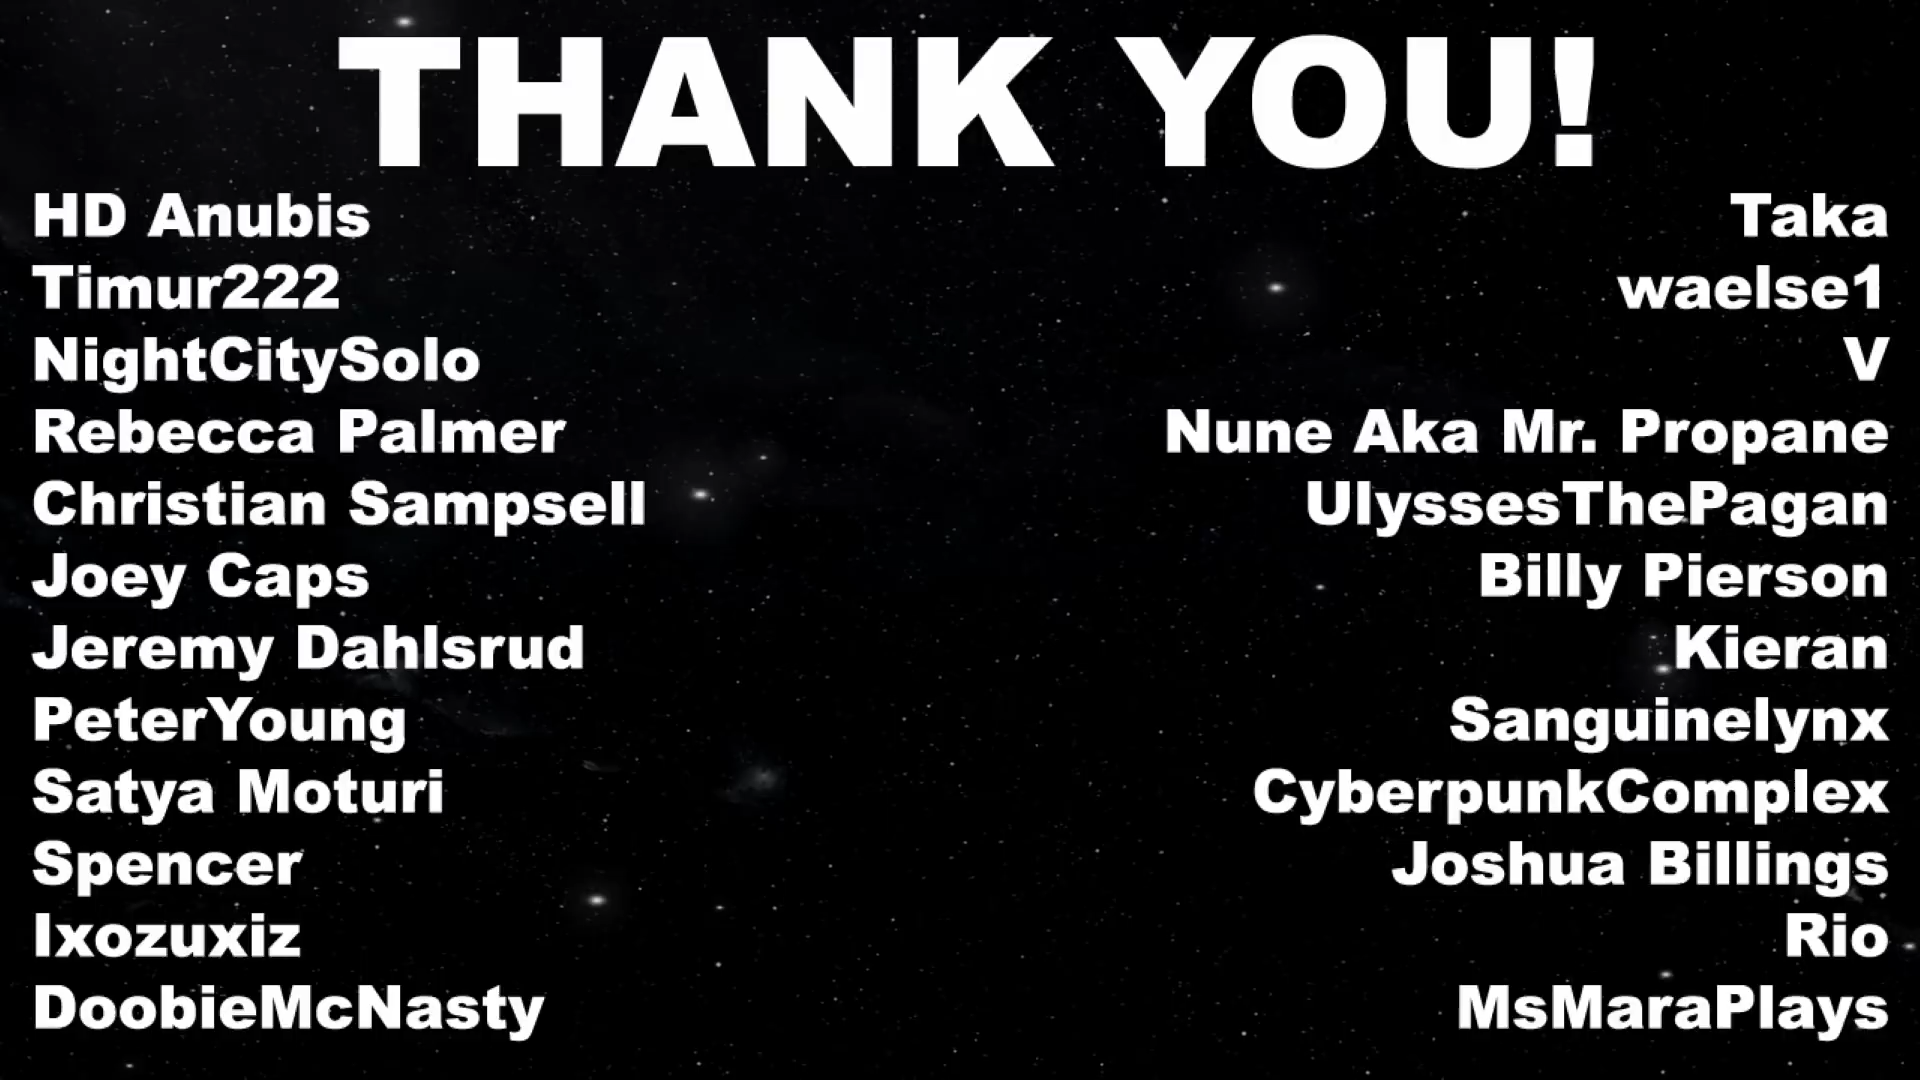 THANK YOU!
HD Anubis
Timur222
NightCitySolo
Rebecca Palmer
Christian Sampsell
Joey Caps
Jeremy Dahlsrud
PeterYoung
Satya Moturi
Spencer
Ixozuxiz
DoobieMcNasty
Taka
waelse1
V
Nune Aka Mr. Propane
UlyssesThePagan
Billy Pierson
Kieran
Sanguinelynx
CyberpunkComplex
Joshua Billings
Rio
MsMaraPlays